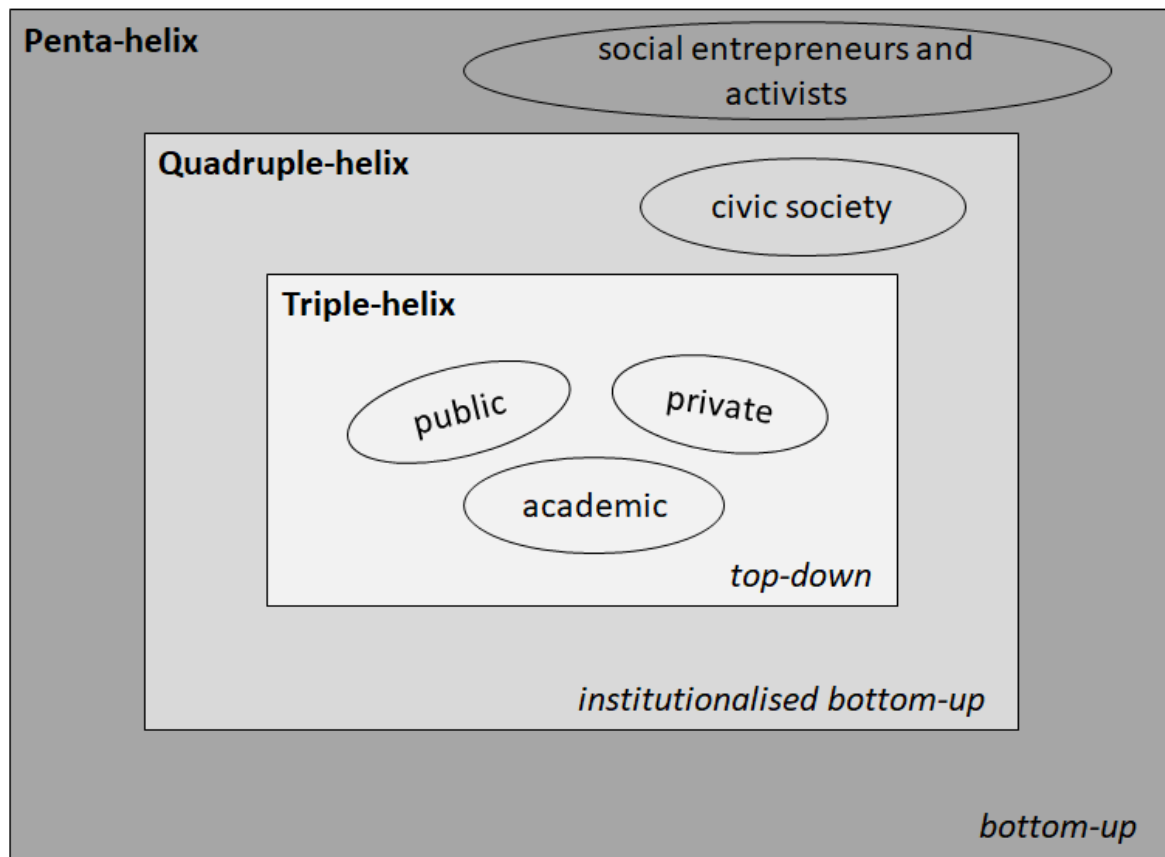 Penta-helix
social entrepreneurs and
activists
Quadruple-helix
civic society
Triple-helix
public
private
academic
top-down
institutionalised bottom-up
bottom-up